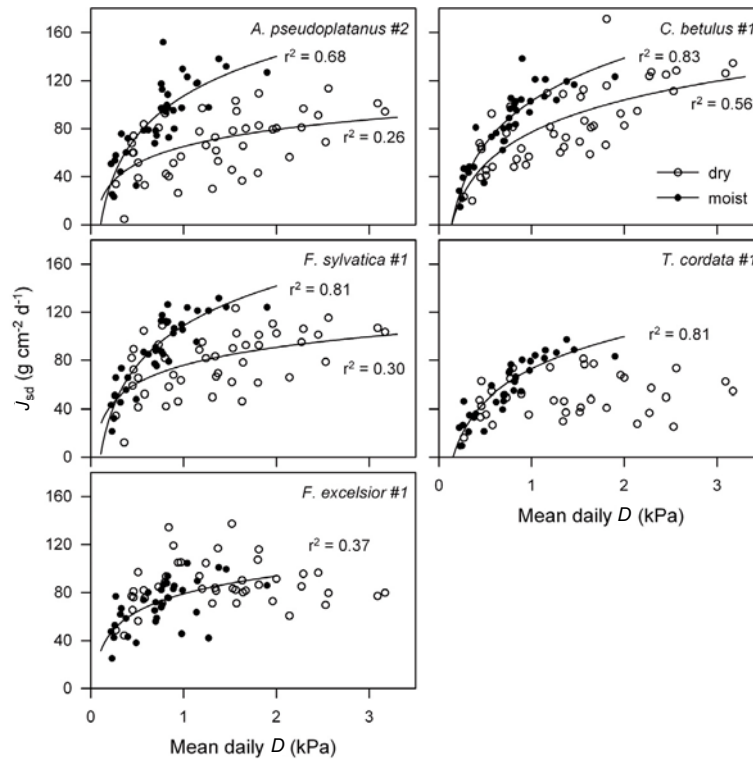 A. pseudoplatanus #2
r² = 0.68
r² = 0.26
160
120
80
40
0
C. betulus #1
r² = 0.83
r² = 0.56
dry
moist
F. sylvatica #1
r² = 0.81
r² = 0.30
160
120
80
40
0
T. cordata #1
r² = 0.81
0 1 2 3
Mean daily D (kPa)
Jsd (g cm⁻² d⁻¹)
F. excelsior #1
r² = 0.37
160
120
80
40
0
0 1 2 3
Mean daily D (kPa)